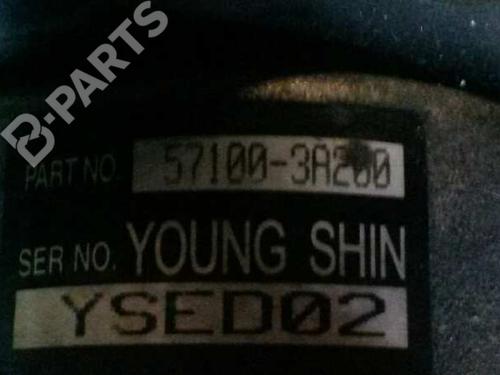 B-PARTS
PART NO. 57100-3A200
SER NO. YOUNG SHIN
YSED02